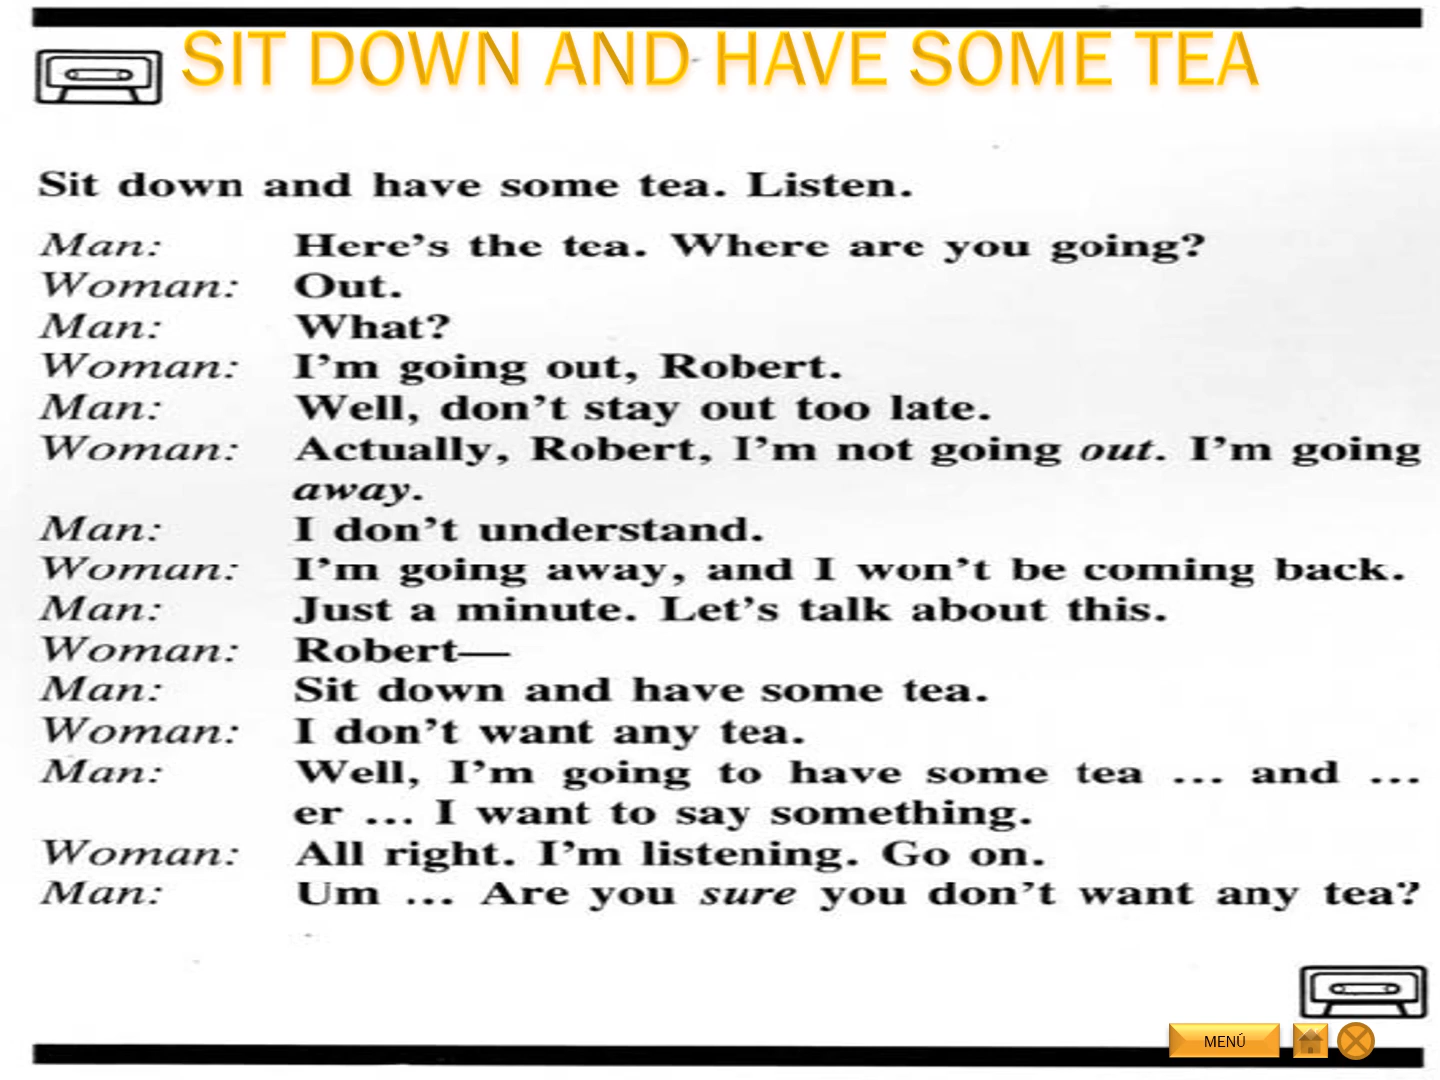 SIT DOWN AND HAVE SOME TEA
Sit down and have some tea. Listen.
Man: Here's the tea. Where are you going?
Woman: Out.
Man: What?
Woman: I'm going out, Robert.
Man: Well, don't stay out too late.
Woman: Actually, Robert, I'm not going out. I'm going
away.
Man: I don't understand.
Woman: I'm going away, and I won't be coming back.
Man: Just a minute. Let's talk about this.
Woman: Robert—
Man: Sit down and have some tea.
Woman: I don't want any tea.
Man: Well, I'm going to have some tea ... and ...
er ... I want to say something.
Woman: All right. I'm listening. Go on.
Man: Um ... Are you sure you don't want any tea?
MENÚ